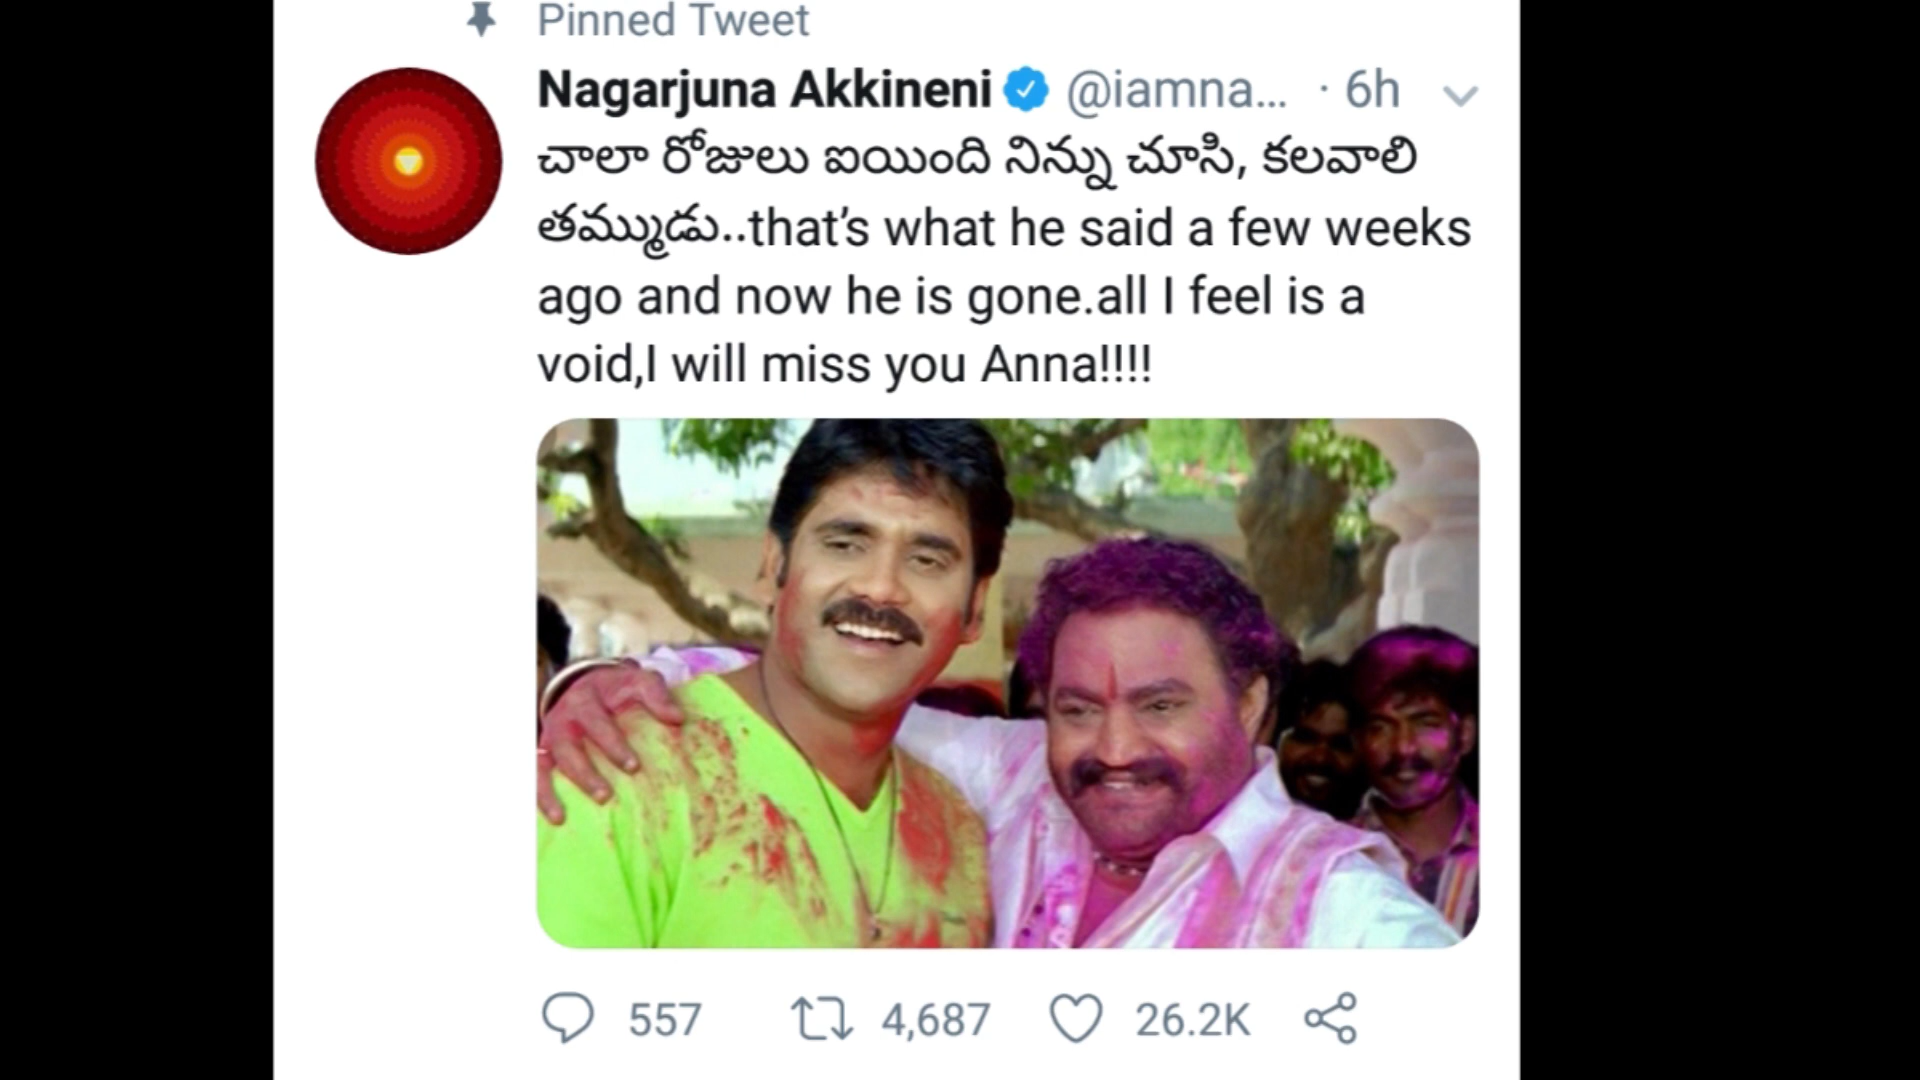 Pinned Tweet
Nagarjuna Akkineni @iamna... · 6h
చాలా రోజులు ఐయింది నిన్ను చూసి, కలవాలి
తమ్ముడు..that’s what he said a few weeks
ago and now he is gone.all I feel is a
void,I will miss you Anna!!!!
557 4,687 26.2K